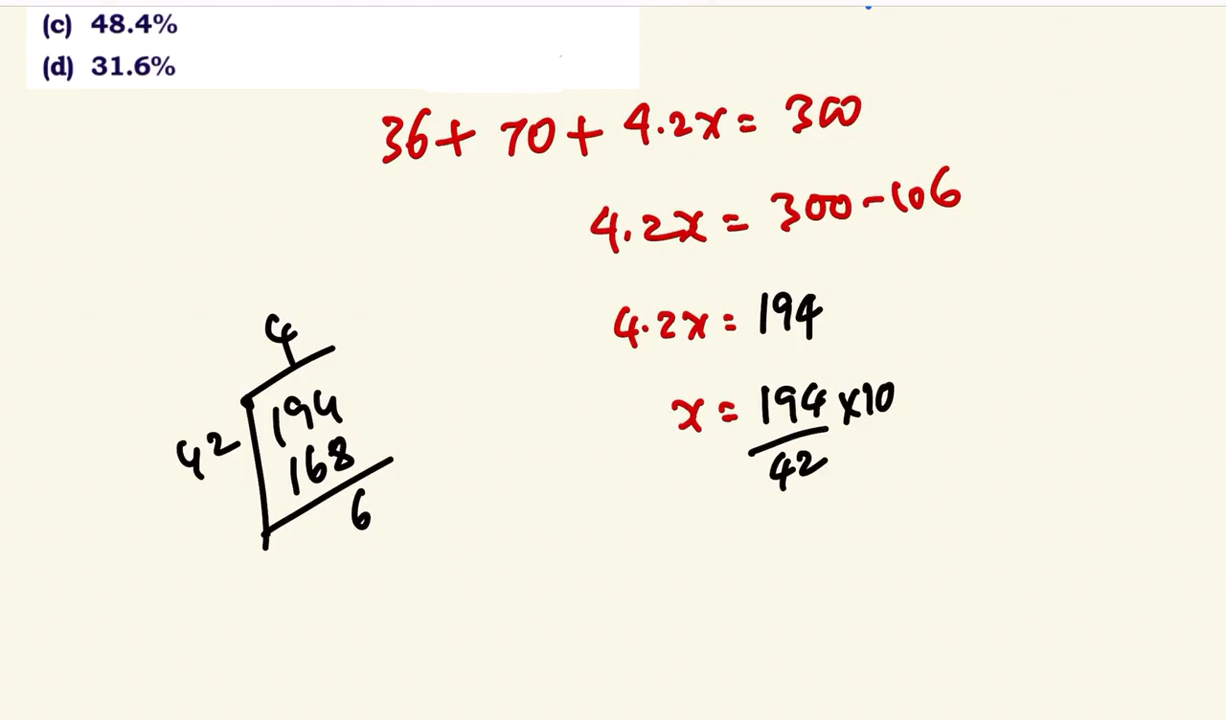 (c) 48.4%
(d) 31.6%
36+ 70+ 4.2x= 300
4.2x= 300-106
4.2x= 194
x= 194 x10
42
4
42 194
168
6